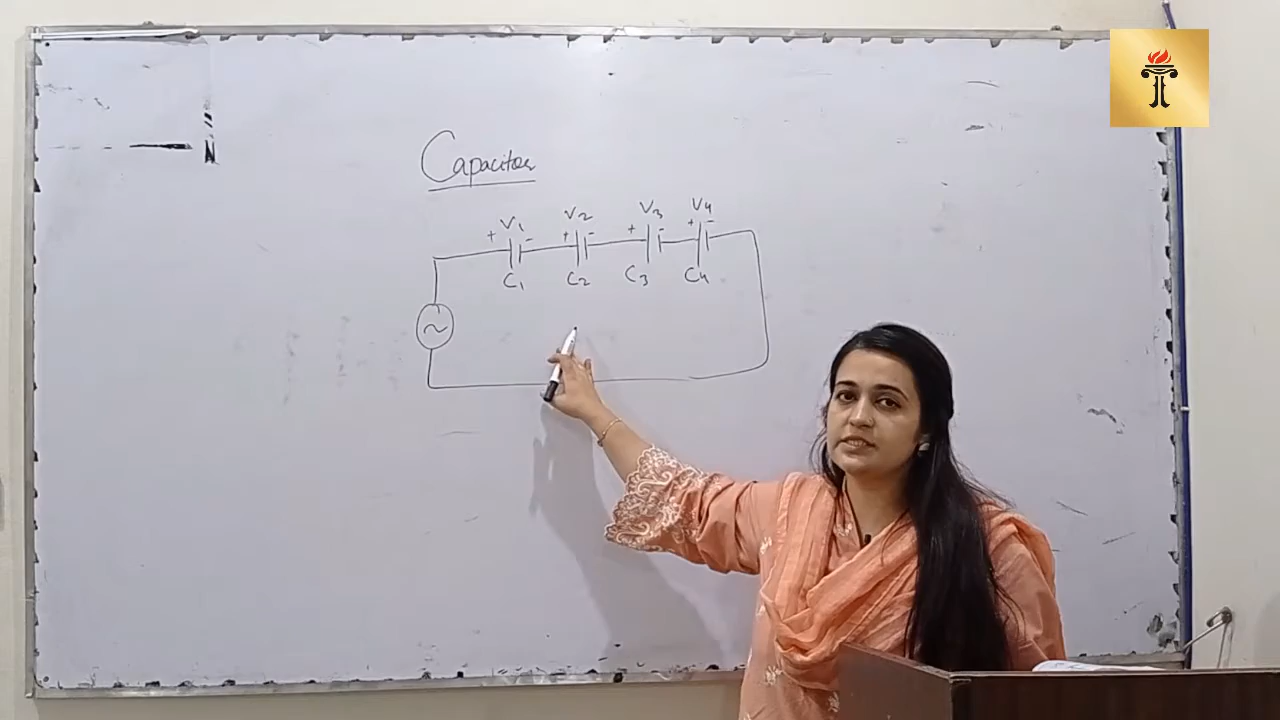 Capacitor
V1 V2 V3 V4
+ - + - + - + -
C1 C2 C3 C4
~